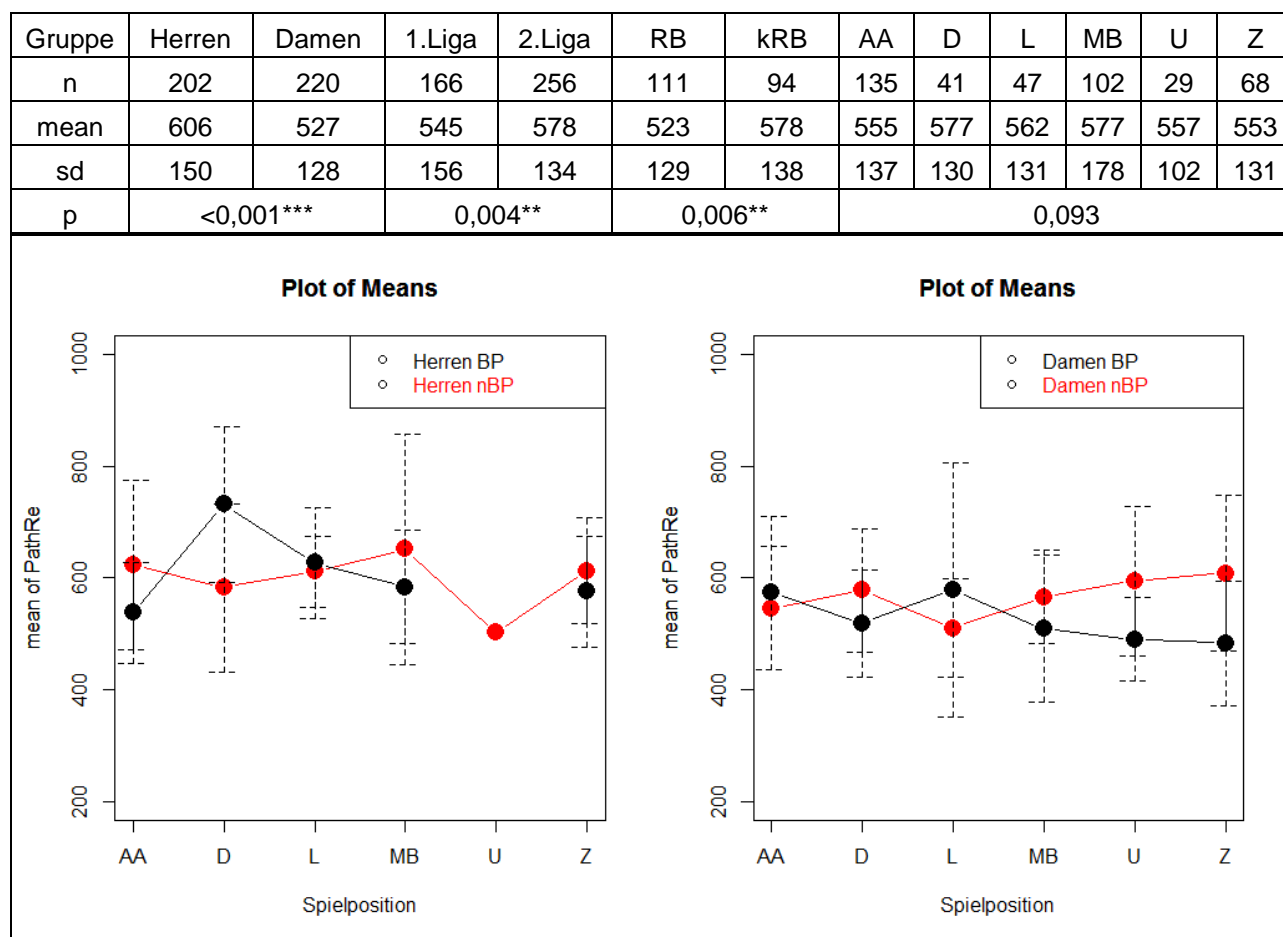 Gruppe Herren Damen 1.Liga 2.Liga RB kRB AA D L MB U Z
n 202 220 166 256 111 94 135 41 47 102 29 68
mean 606 527 545 578 523 578 555 577 562 577 557 553
sd 150 128 156 134 129 138 137 130 131 178 102 131
p <0,001*** 0,004** 0,006** 0,093
Plot of Means
Herren BP
Herren nBP
mean of PathRe
1000
800
600
400
200
AA D L MB U Z
Spielposition
Plot of Means
Damen BP
Damen nBP
mean of PathRe
1000
800
600
400
200
AA D L MB U Z
Spielposition